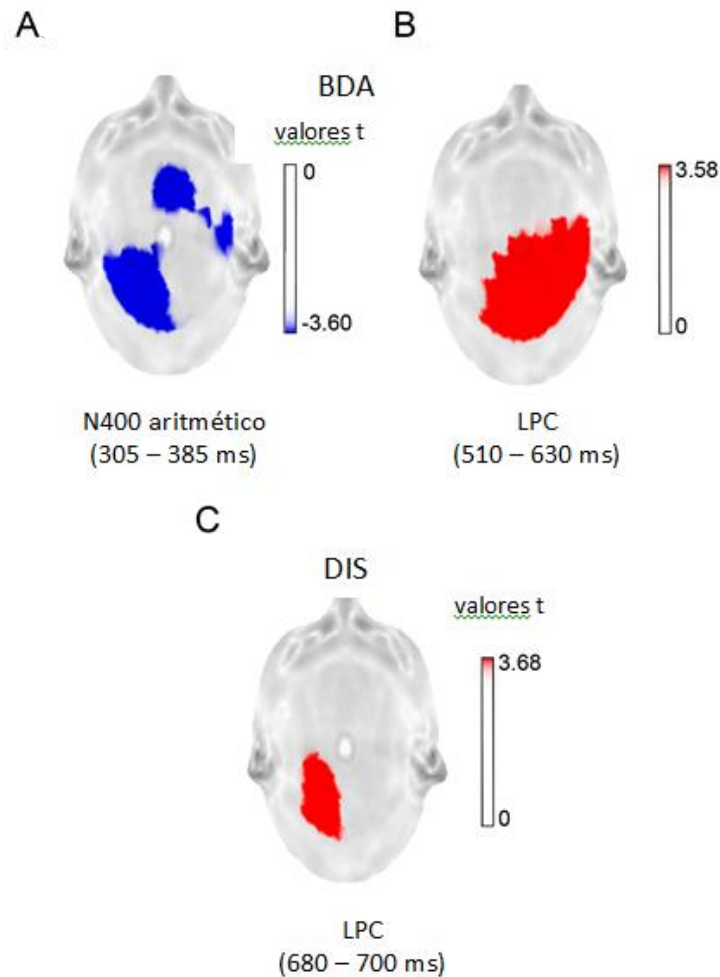 A
B
BDA
valores t
0
-3.60
3.58
0
N400 aritmético
(305 – 385 ms)
LPC
(510 – 630 ms)
C
DIS
valores t
3.68
0
LPC
(680 – 700 ms)